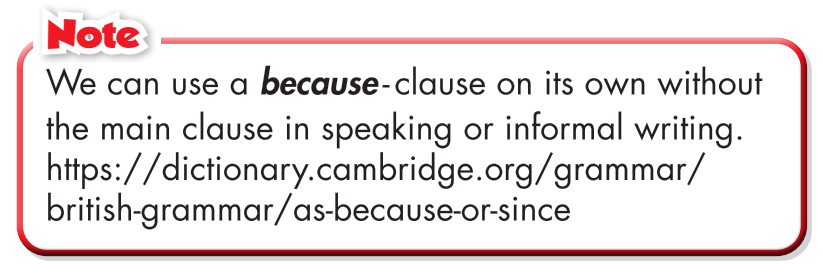 Note
We can use a because-clause on its own without
the main clause in speaking or informal writing.
https://dictionary.cambridge.org/grammar/
british-grammar/as-because-or-since